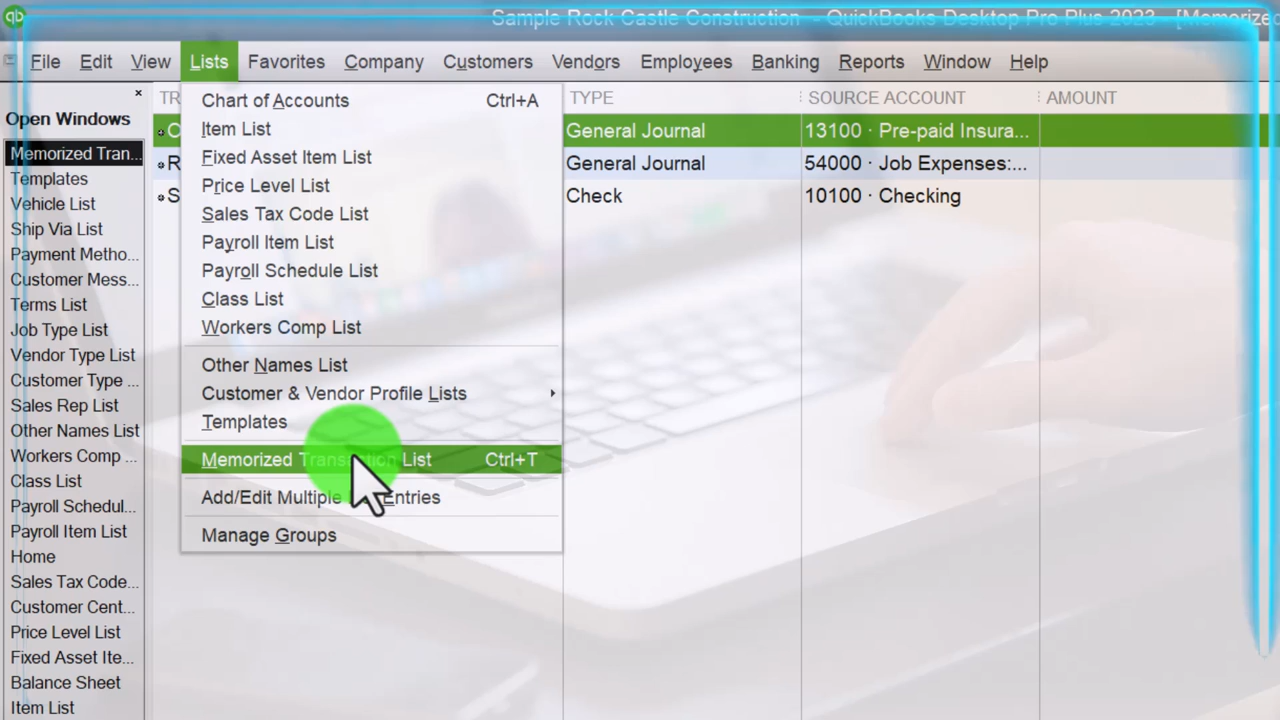 qb
Sample Rock Castle Construction - QuickBooks Desktop Pro Plus 2023 - [Memorized
File Edit View Lists Favorites Company Customers Vendors Employees Banking Reports Window Help
TR TYPE SOURCE ACCOUNT AMOUNT
Open Windows
Memorized Tran...
Templates
Vehicle List
Ship Via List
Payment Metho...
Customer Mess...
Terms List
Job Type List
Vendor Type List
Customer Type ...
Sales Rep List
Other Names List
Workers Comp ...
Class List
Payroll Schedul...
Payroll Item List
Home
Sales Tax Code...
Customer Cent...
Price Level List
Fixed Asset Ite...
Balance Sheet
Item List
Chart of Accounts Ctrl+A
Item List
Fixed Asset Item List
Price Level List
Sales Tax Code List
Payroll Item List
Payroll Schedule List
Class List
Workers Comp List
Other Names List
Customer & Vendor Profile Lists
Templates
Memorized Transaction List Ctrl+T
Add/Edit Multiple Entries
Manage Groups
C General Journal 13100 · Pre-paid Insura...
R General Journal 54000 · Job Expenses:...
S Check 10100 · Checking